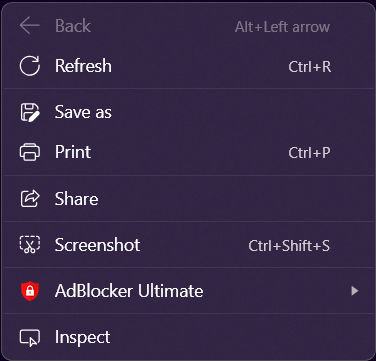 Back Alt+Left arrow
Refresh Ctrl+R
Save as
Print Ctrl+P
Share
Screenshot Ctrl+Shift+S
AdBlocker Ultimate
Inspect